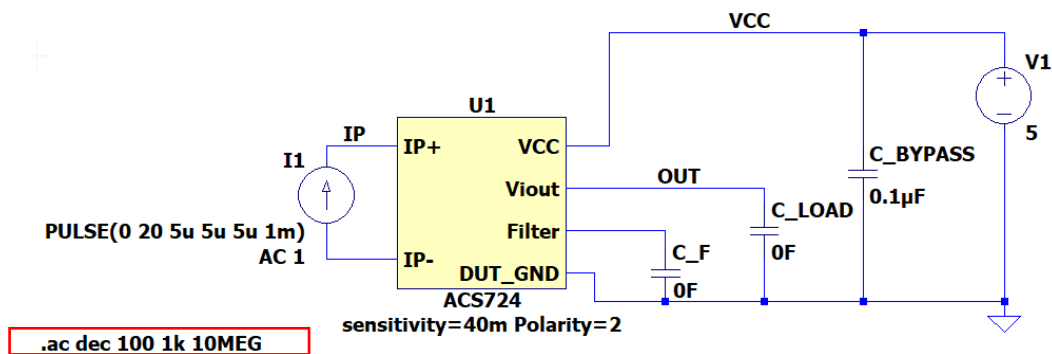 VCC
V1
+
−
5
U1
IP
IP+
VCC
I1
C_BYPASS
0.1µF
OUT
Viout
C_LOAD
0F
PULSE(0 20 5u 5u 5u 1m)
AC 1
Filter
C_F
0F
IP-
DUT_GND
ACS724
sensitivity=40m Polarity=2
.ac dec 100 1k 10MEG